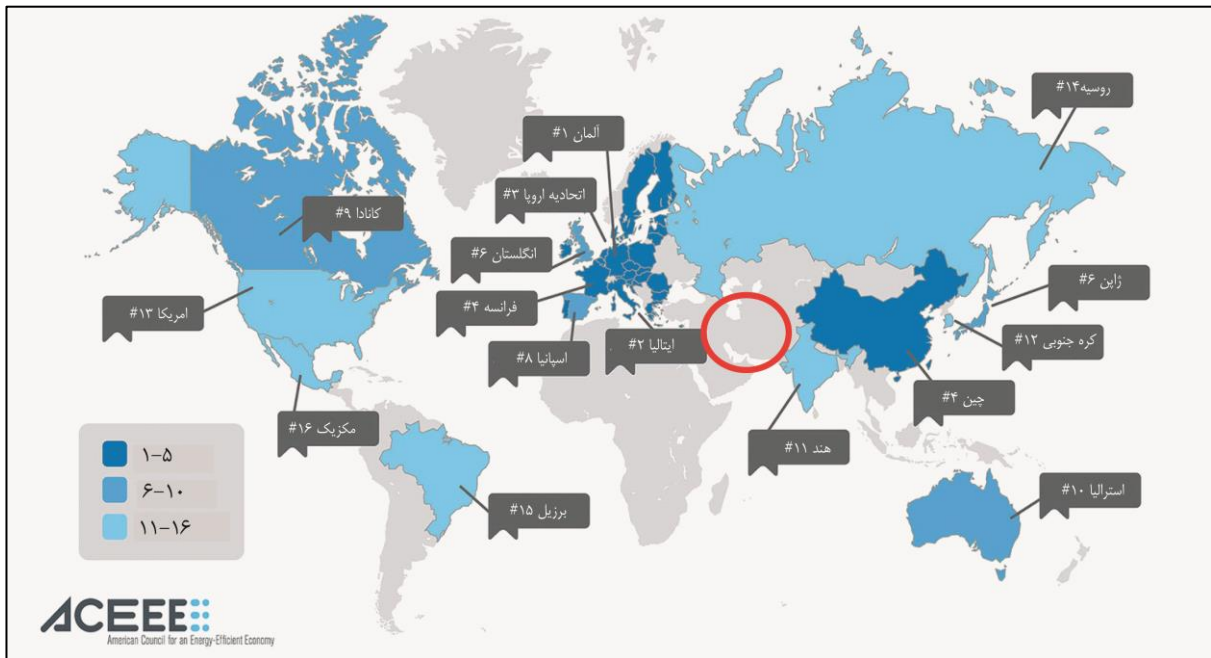 روسیه۱۴#
آلمان ۱#
اتحادیه اروپا ۳#
کانادا ۹#
انگلستان ۶#
ژاپن ۶#
امریکا ۱۳#
فرانسه ۴#
ایتالیا ۲#
کره جنوبی ۱۲#
اسپانیا ۸#
چین ۴#
مکزیک ۱۶#
هند ۱۱#
استرالیا ۱۰#
برزیل ۱۵#
۱-۵
۶-۱۰
۱۱-۱۶
ACEEE
American Council for an Energy-Efficient Economy